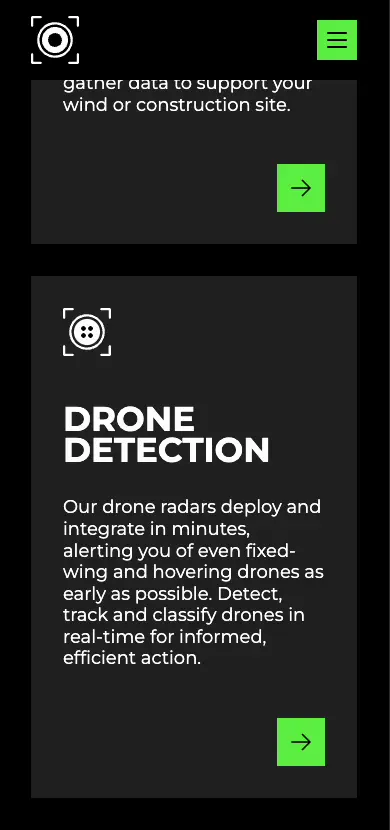 gather data to support your
wind or construction site.
DRONE
DETECTION
Our drone radars deploy and
integrate in minutes,
alerting you of even fixed-
wing and hovering drones as
early as possible. Detect,
track and classify drones in
real-time for informed,
efficient action.